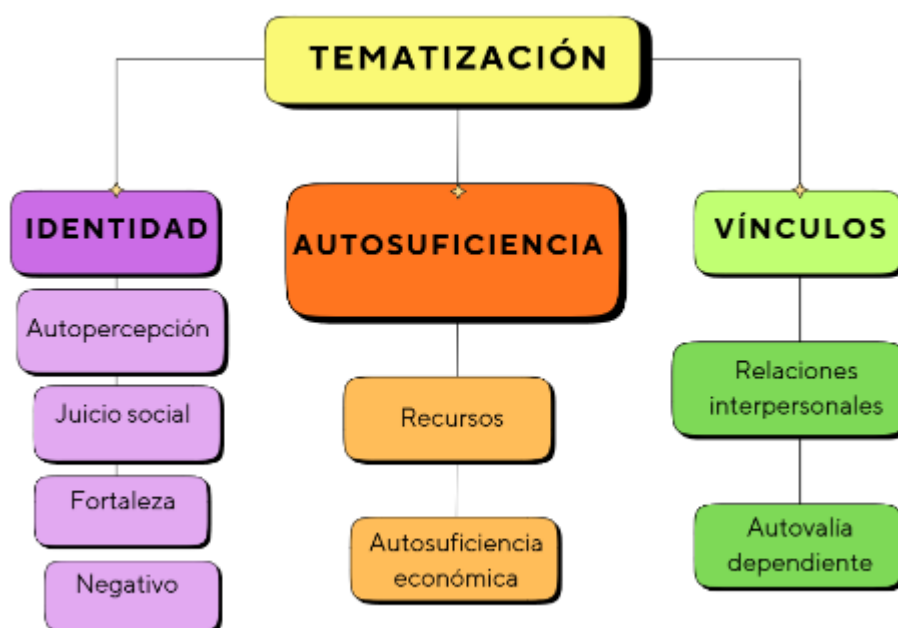 TEMATIZACIÓN
IDENTIDAD
Autopercepción
Juicio social
Fortaleza
Negativo
AUTOSUFICIENCIA
Recursos
Autosuficiencia
económica
VÍNCULOS
Relaciones
interpersonales
Autovalía
dependiente